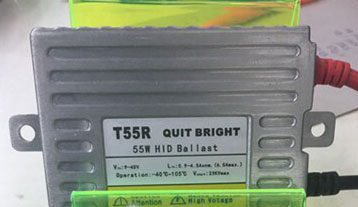 T55R QUIT BRIGHT
55W HID Ballast
Operation: -40℃-105℃
Attention
High Voltage